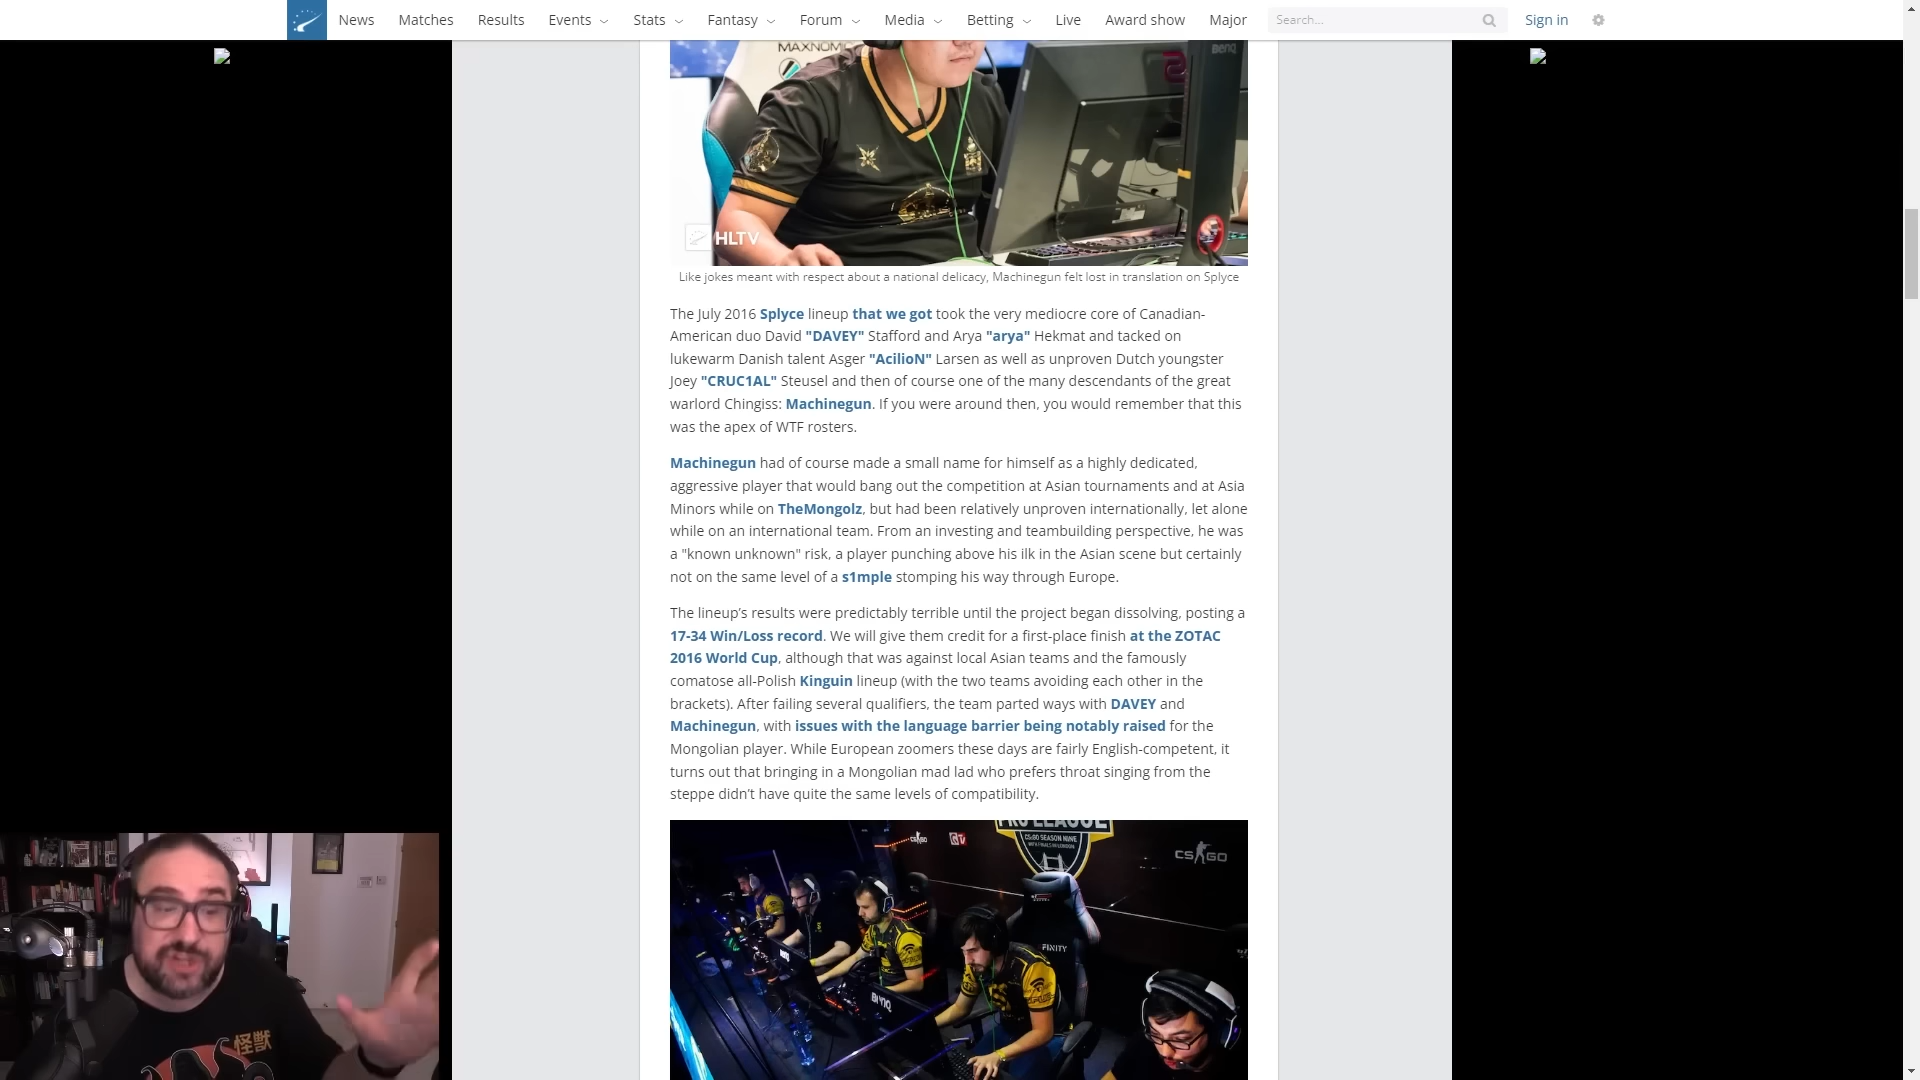 News Matches Results Events Stats Fantasy Forum Media Betting Live Award show Major Search... Sign in
MAXNOM
BenQ
HLTV
Like jokes meant with respect about a national delicacy, Machinegun felt lost in translation on Splyce
The July 2016 Splyce lineup that we got took the very mediocre core of Canadian-
American duo David "DAVEY" Stafford and Arya "arya" Hekmat and tacked on
lukewarm Danish talent Asger "AcilioN" Larsen as well as unproven Dutch youngster
Joey "CRUC1AL" Steusel and then of course one of the many descendants of the great
warlord Chingiss: Machinegun. If you were around then, you would remember that this
was the apex of WTF rosters.
Machinegun had of course made a small name for himself as a highly dedicated,
aggressive player that would bang out the competition at Asian tournaments and at Asia
Minors while on TheMongolz, but had been relatively unproven internationally, let alone
while on an international team. From an investing and teambuilding perspective, he was
a "known unknown" risk, a player punching above his ilk in the Asian scene but certainly
not on the same level of a s1mple stomping his way through Europe.
The lineup’s results were predictably terrible until the project began dissolving, posting a
17-34 Win/Loss record. We will give them credit for a first-place finish at the ZOTAC
2016 World Cup, although that was against local Asian teams and the famously
comatose all-Polish Kinguin lineup (with the two teams avoiding each other in the
brackets). After failing several qualifiers, the team parted ways with DAVEY and
Machinegun, with issues with the language barrier being notably raised for the
Mongolian player. While European zoomers these days are fairly English-competent, it
turns out that bringing in a Mongolian mad lad who prefers throat singing from the
steppe didn’t have quite the same levels of compatibility.
PRO LEAGUE
CS:GO SEASON NINE
CS GO
FINITY
BenQ
怪獣